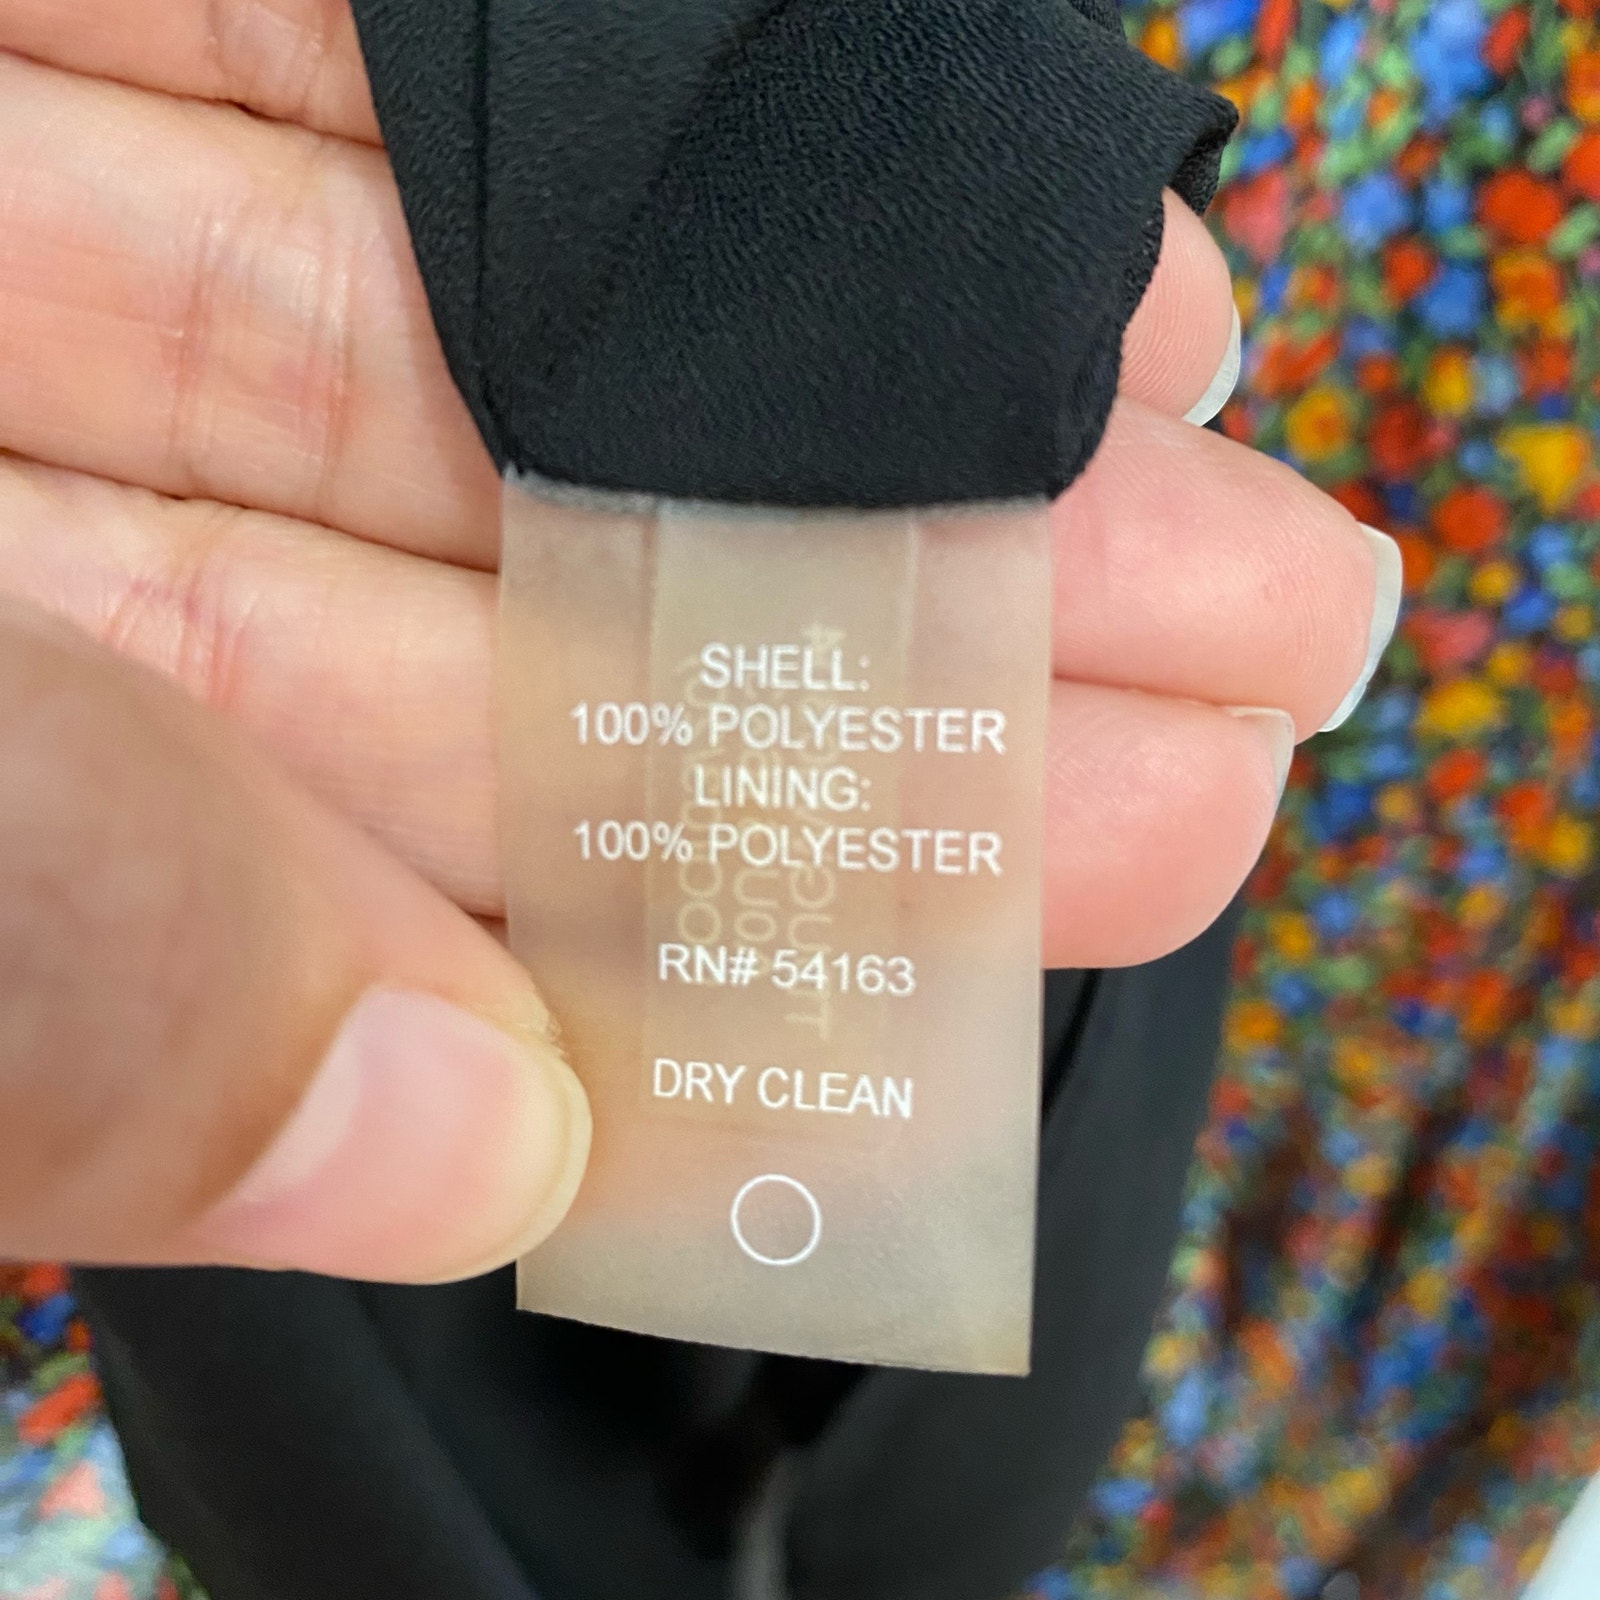 SHELL:
100% POLYESTER
LINING:
100% POLYESTER
RN# 54163
DRY CLEAN